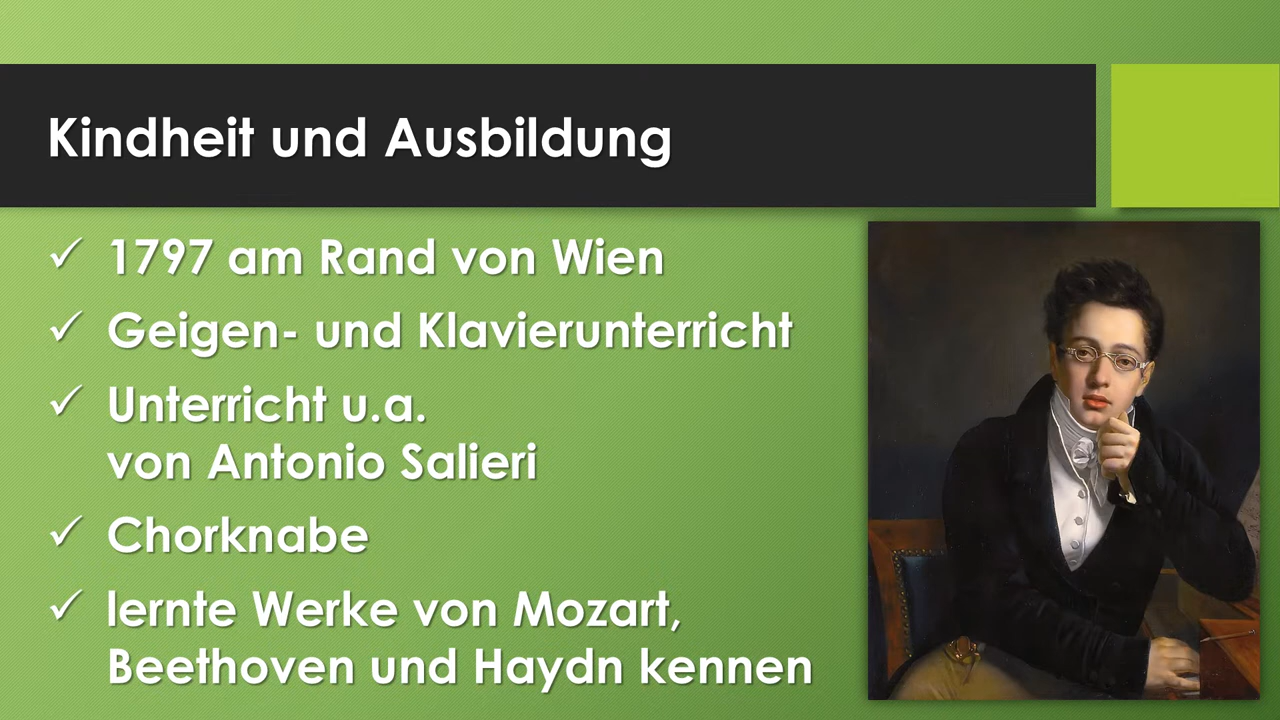 Kindheit und Ausbildung
✓ 1797 am Rand von Wien
✓ Geigen- und Klavierunterricht
✓ Unterricht u.a.
von Antonio Salieri
✓ Chorknabe
✓ lernte Werke von Mozart,
Beethoven und Haydn kennen